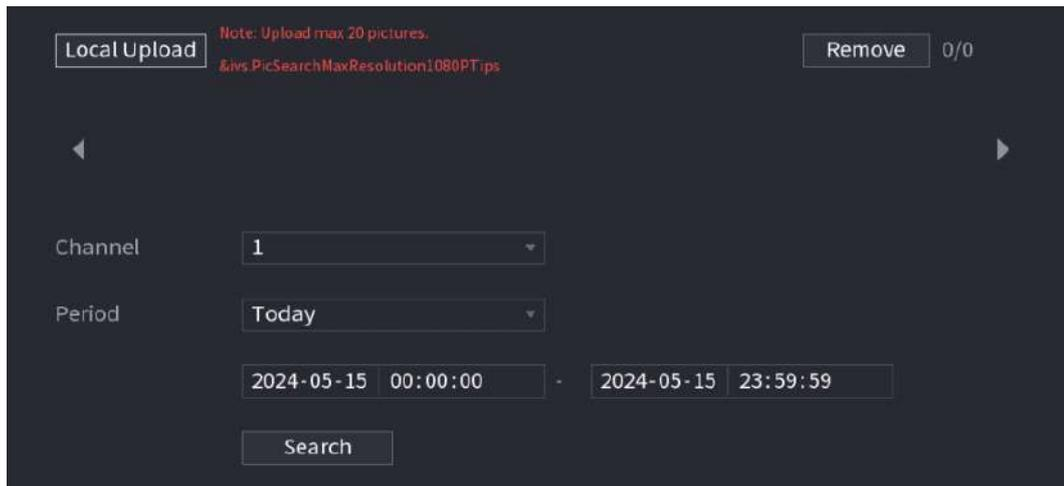 Local Upload
Note: Upload max 20 pictures.
&ivs.PicSearchMaxResolution1080PTips
Remove 0/0
Channel 1
Period Today
2024-05-15 00:00:00 - 2024-05-15 23:59:59
Search